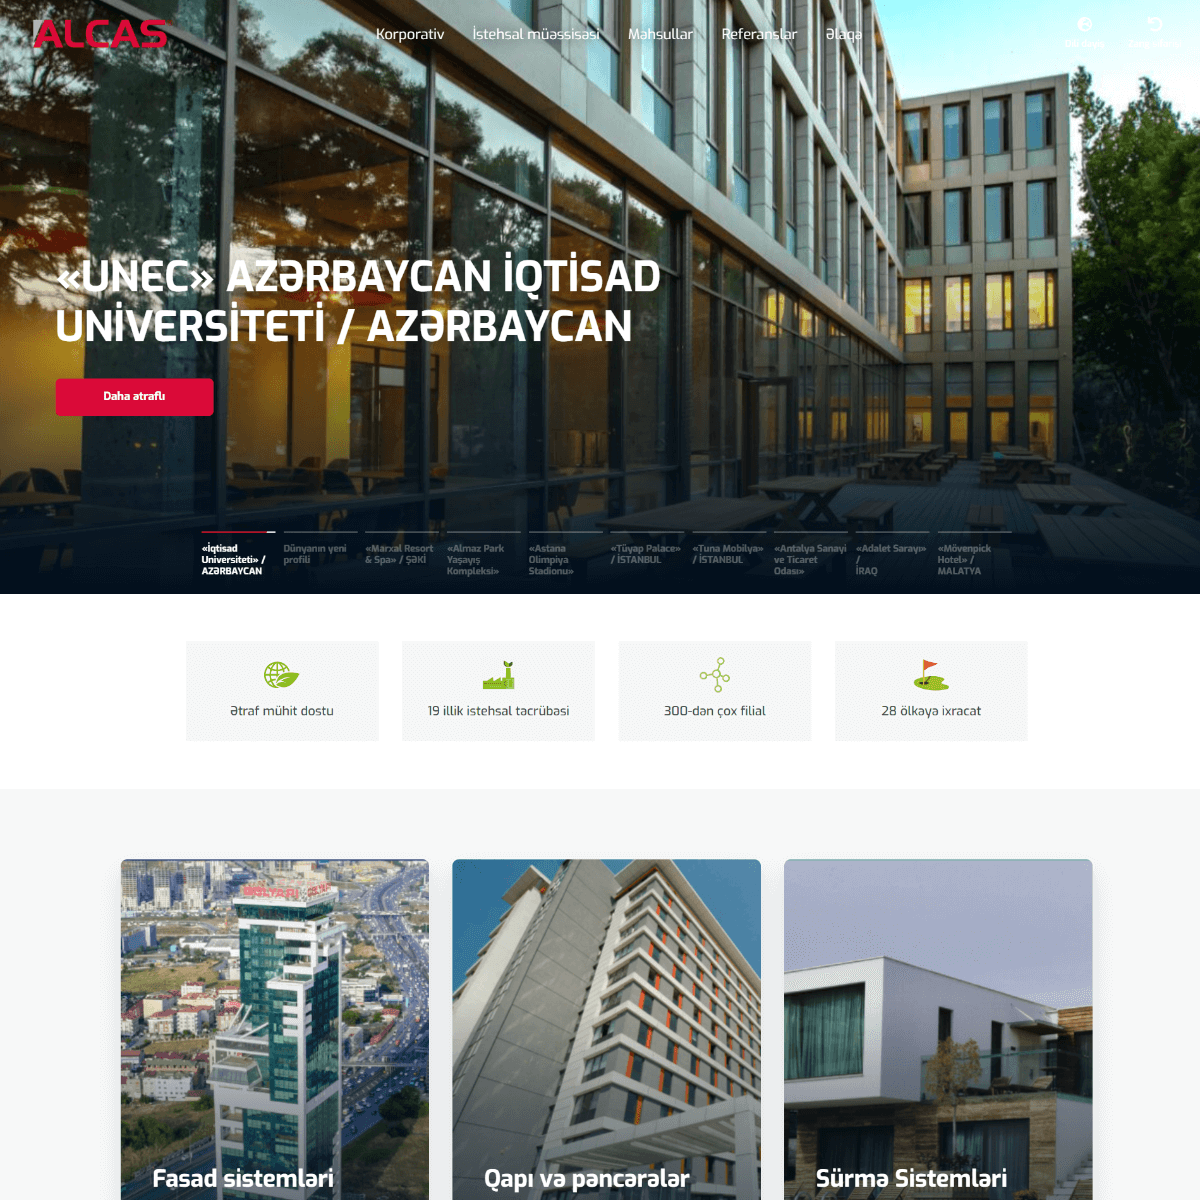 ALCAS
Korporativ
İstehsal müəssisəsi
Məhsullar
Referanslar
Əlaqə
«UNEC» AZƏRBAYCAN İQTİSAD
UNİVERSİTETİ / AZƏRBAYCAN
Daha ətraflı
«İqtisad
Universiteti» /
AZƏRBAYCAN
Dünyanın yeni
profili
«Marxal Resort
& Spa» / ŞƏKİ
«Almaz Park
Yaşayış
Kompleksi»
«Astana
Olimpiya
Stadionu»
«Tüyap Palace»
/ İSTANBUL
«Tuna Mobilya»
/ İSTANBUL
«Antalya Sanayi
ve Ticaret
Odası»
«Adalet Sarayı»
/
İRAQ
«Mövenpick
Hotel» /
MALATYA
Ətraf mühit dostu
19 illik istehsal təcrübəsi
300-dən çox filial
28 ölkəyə ixracat
Fasad sistemləri
Qapı və pəncərələr
Sürmə Sistemləri